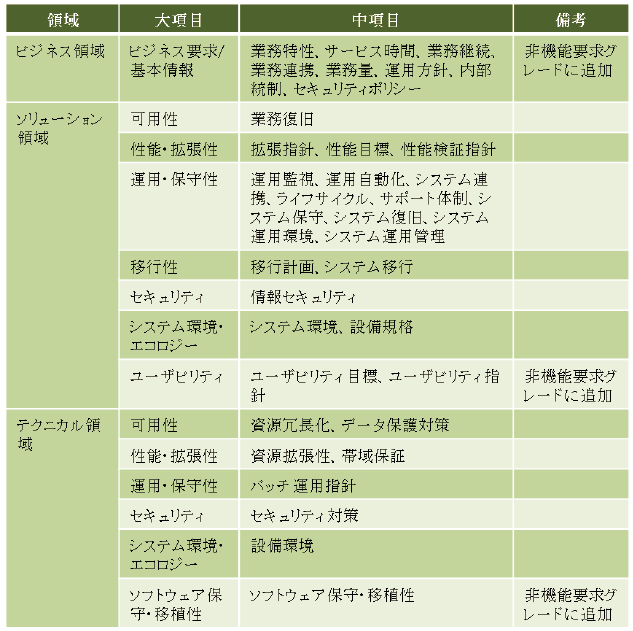 領域 大項目 中項目 備考
ビジネス領域 ビジネス要求/ 業務特性、サービス時間、業務継続、 非機能要求グ
基本情報 業務連携、業務量、運用方針、内部 レードに追加
統制、セキュリティポリシー
ソリューション 可用性 業務復旧
領域
性能・拡張性 拡張指針、性能目標、性能検証指針
運用・保守性 運用監視、運用自動化、システム連
携、ライフサイクル、サポート体制、シ
ステム保守、システム復旧、システム
運用環境、システム運用管理
移行性 移行計画、システム移行
セキュリティ 情報セキュリティ
システム環境・ システム環境、設備規格
エコロジー
ユーザビリティ ユーザビリティ目標、ユーザビリティ指 非機能要求グ
針 レードに追加
テクニカル領 可用性 資源冗長化、データ保護対策
域
性能・拡張性 資源拡張性、帯域保証
運用・保守性 バッチ運用指針
セキュリティ セキュリティ対策
システム環境・ 設備環境
エコロジー
ソフトウェア保 ソフトウェア保守・移植性 非機能要求グ
守・移植性 レードに追加